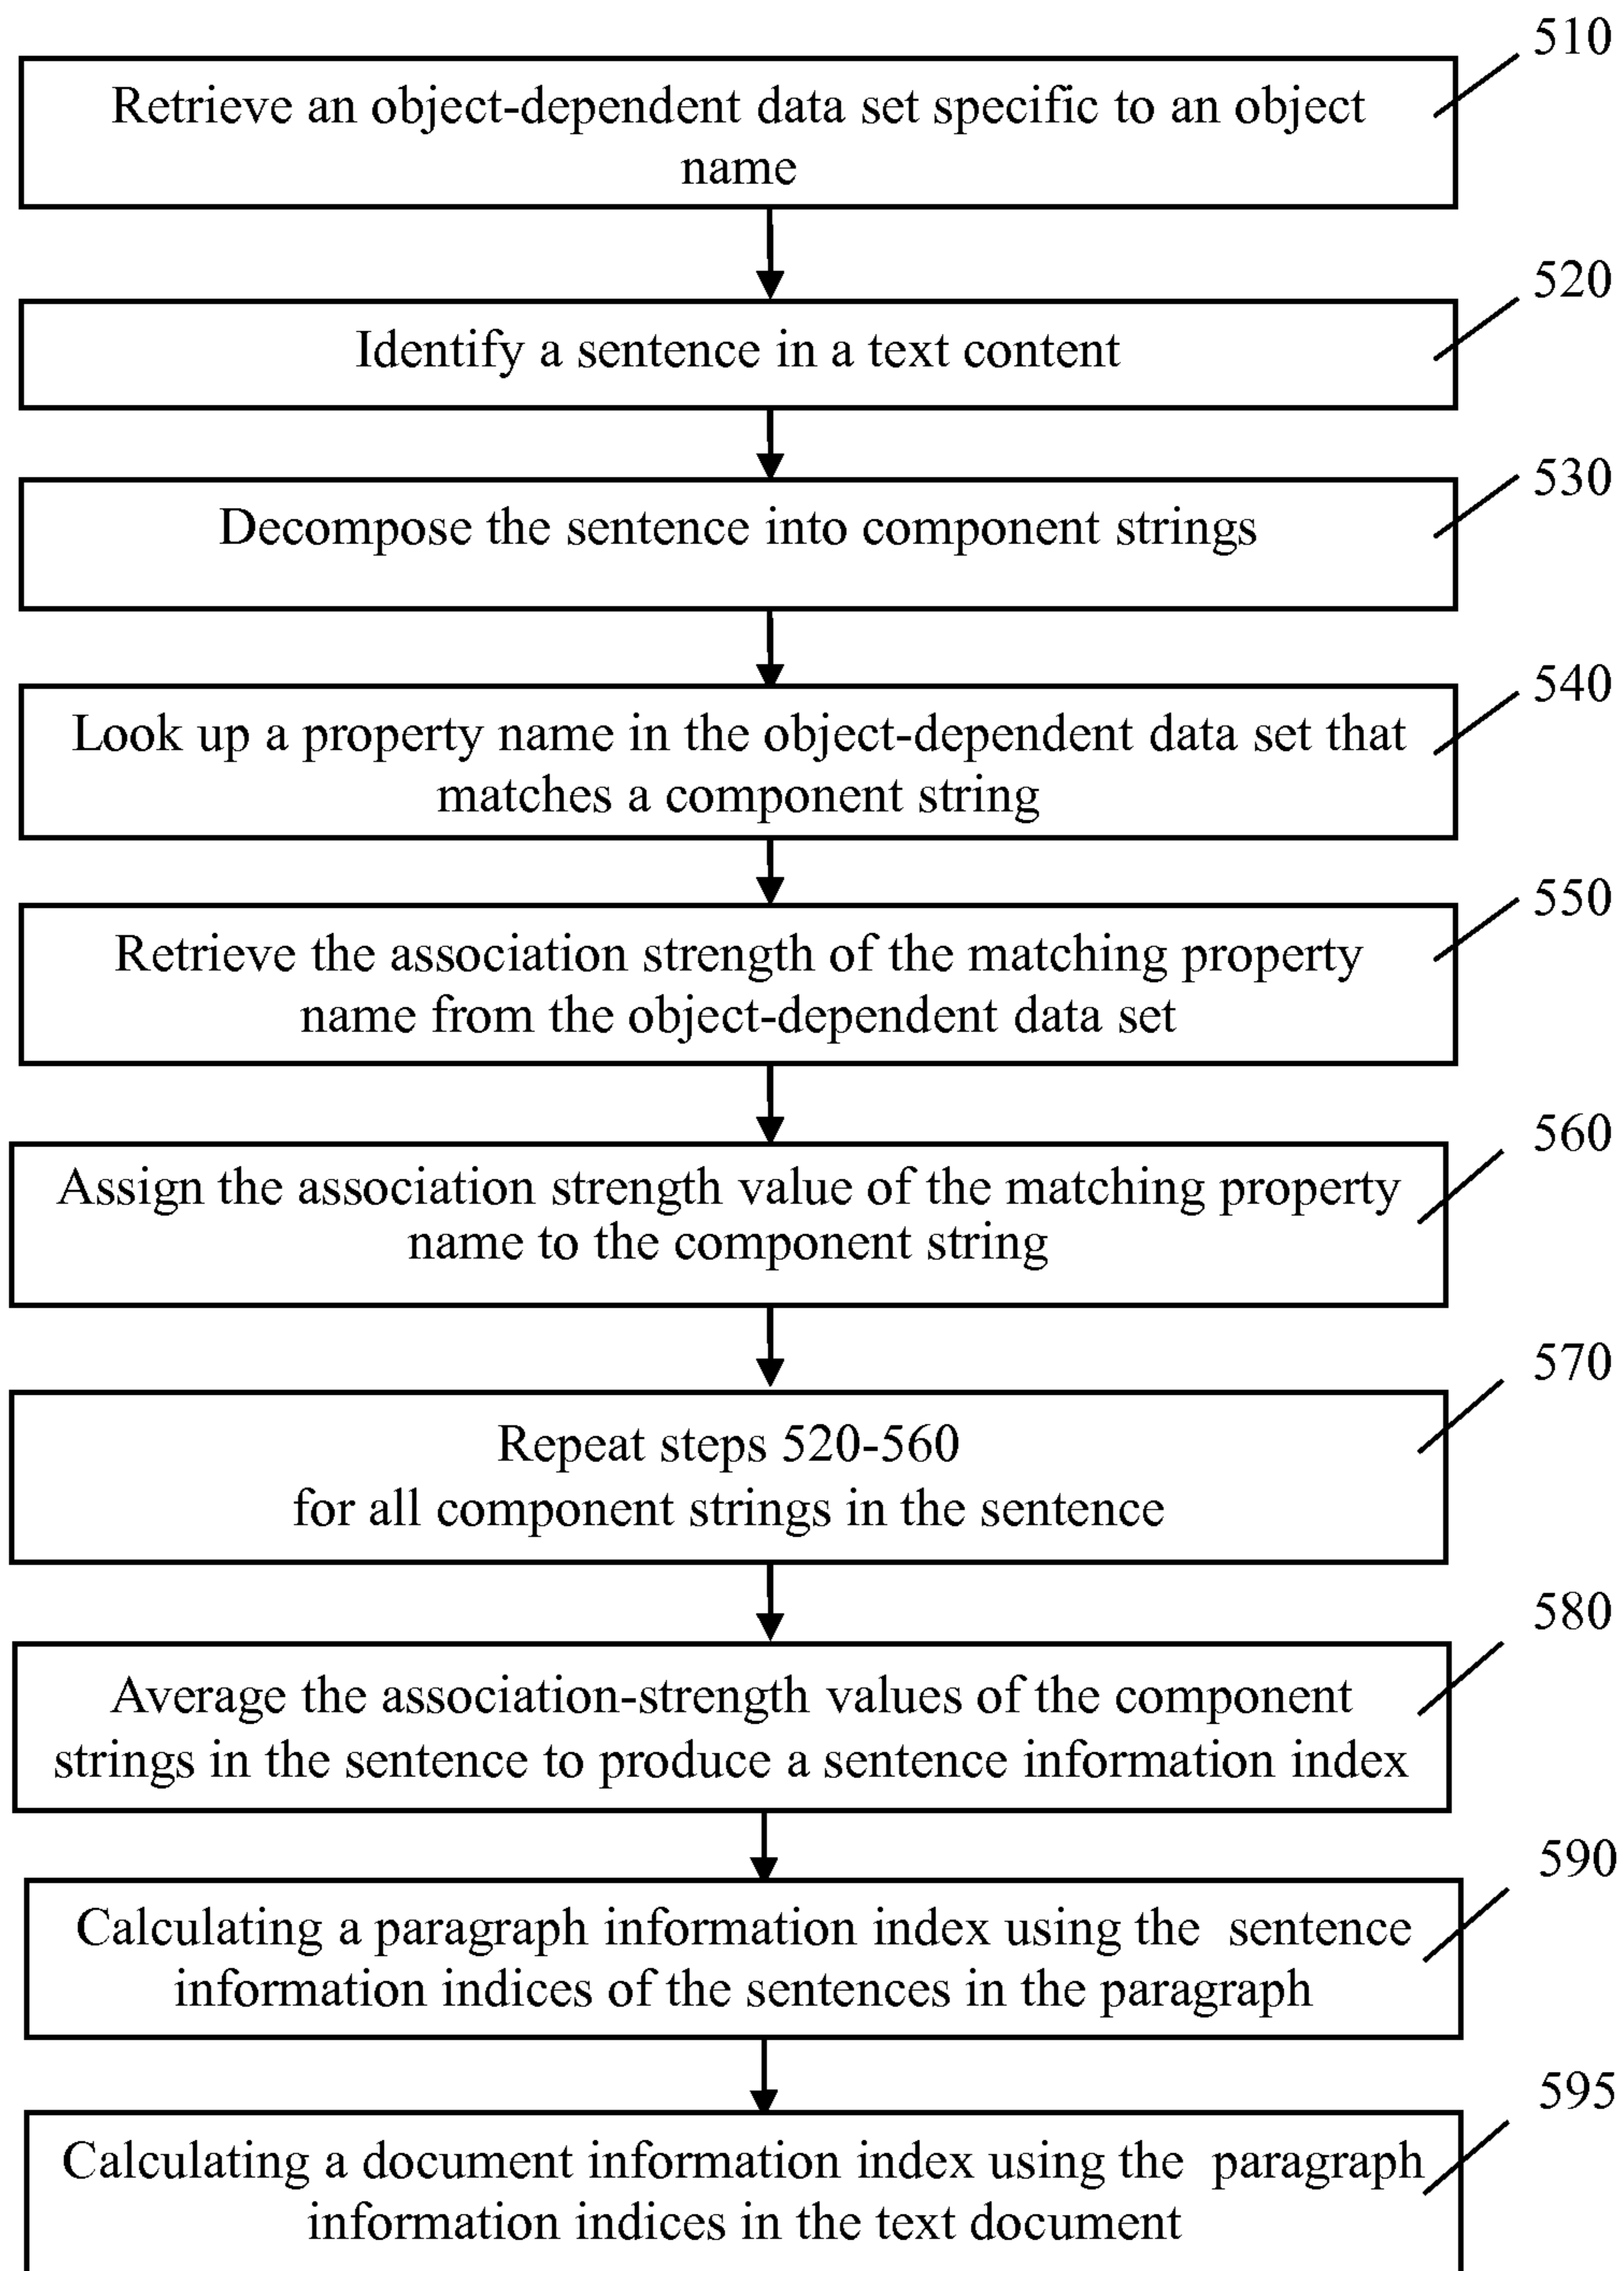 510
Retrieve an object-dependent data set specific to an object
name
520
Identify a sentence in a text content
530
Decompose the sentence into component strings
540
Look up a property name in the object-dependent data set that
matches a component string
550
Retrieve the association strength of the matching property
name from the object-dependent data set
560
Assign the association strength value of the matching property
name to the component string
570
Repeat steps 520-560
for all component strings in the sentence
580
Average the association-strength values of the component
strings in the sentence to produce a sentence information index
590
Calculating a paragraph information index using the sentence
information indices of the sentences in the paragraph
595
Calculating a document information index using the paragraph
information indices in the text document